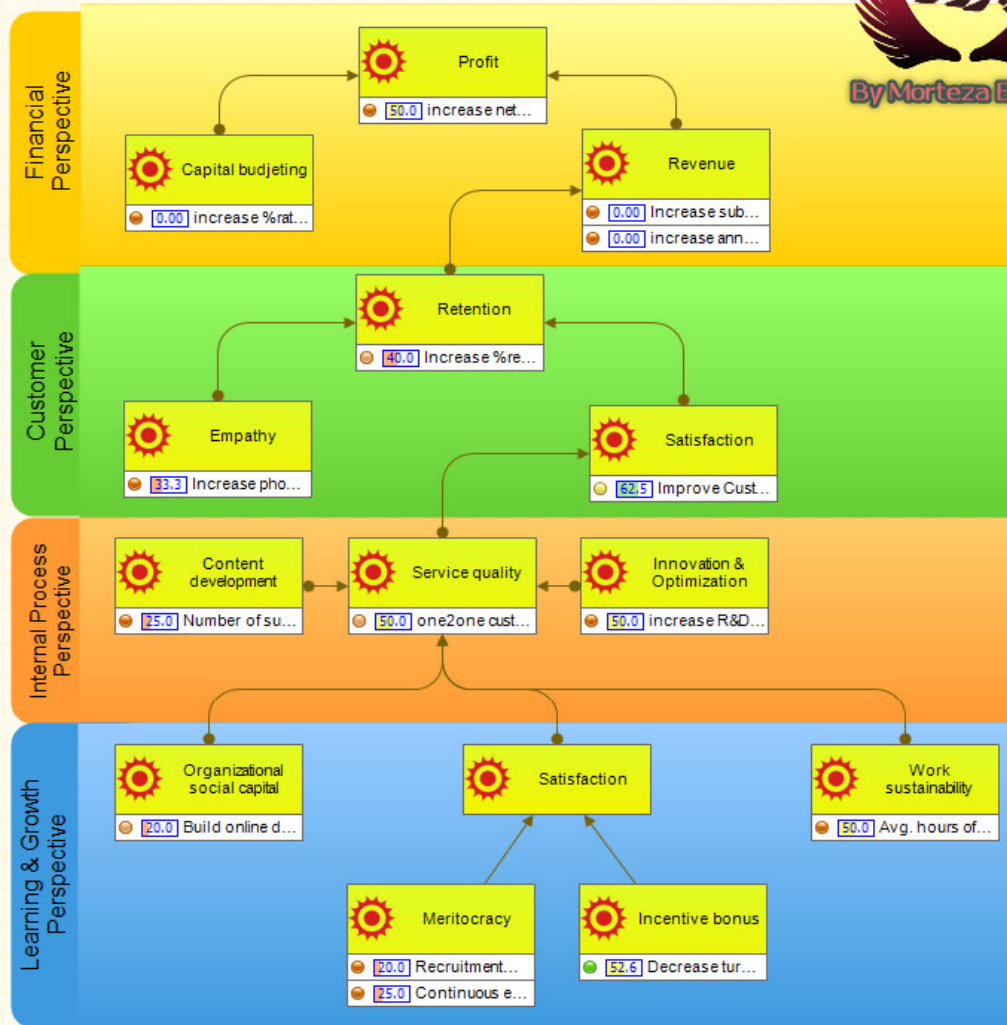 By Morteza E
Financial
Perspective
Profit
50.0 increase net...
Capital budjeting
0.00 increase %rat...
Revenue
0.00 Increase sub...
0.00 increase ann...
Customer
Perspective
Retention
40.0 Increase %re...
Empathy
33.3 Increase pho...
Satisfaction
62.5 Improve Cust...
Internal Process
Perspective
Content
development
25.0 Number of su...
Service quality
50.0 one2one cust...
Innovation &
Optimization
50.0 increase R&D...
Learning & Growth
Perspective
Organizational
social capital
20.0 Build online d...
Satisfaction
Work
sustainability
50.0 Avg. hours of...
Meritocracy
20.0 Recruitment...
25.0 Continuous e...
Incentive bonus
52.6 Decrease tur...